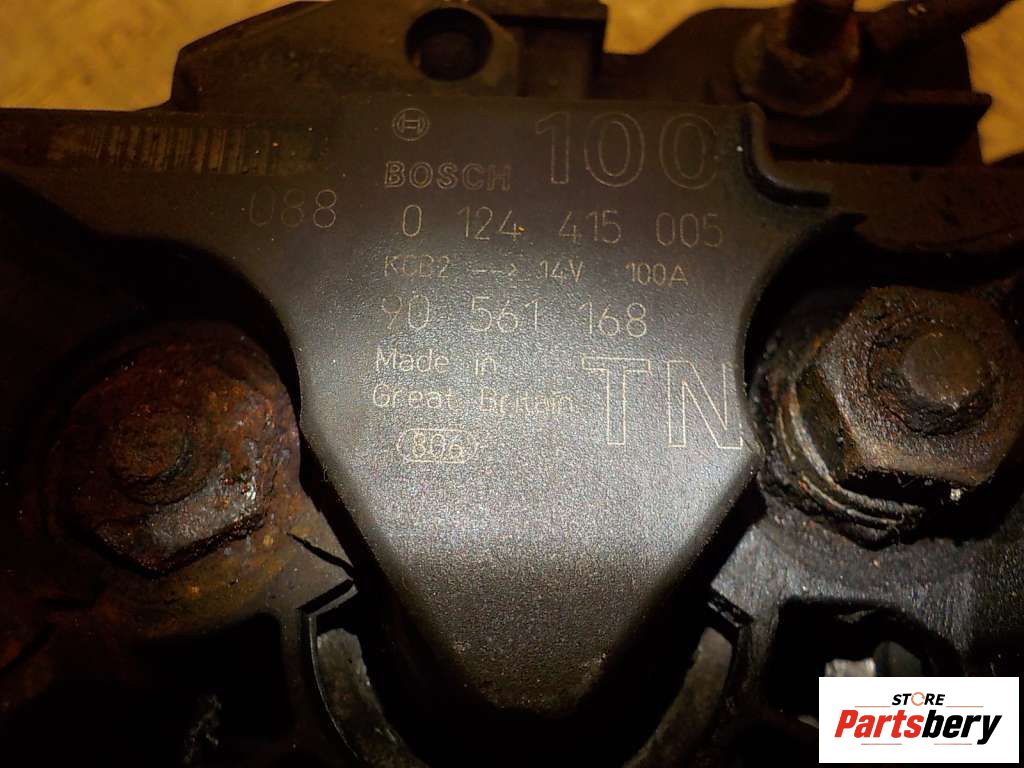 BOSCH 100
088 0 124 415 005
KCB2 --> 14V 100A
90 561 168
Made in
Great Britain TN
806
STORE
Partsbery